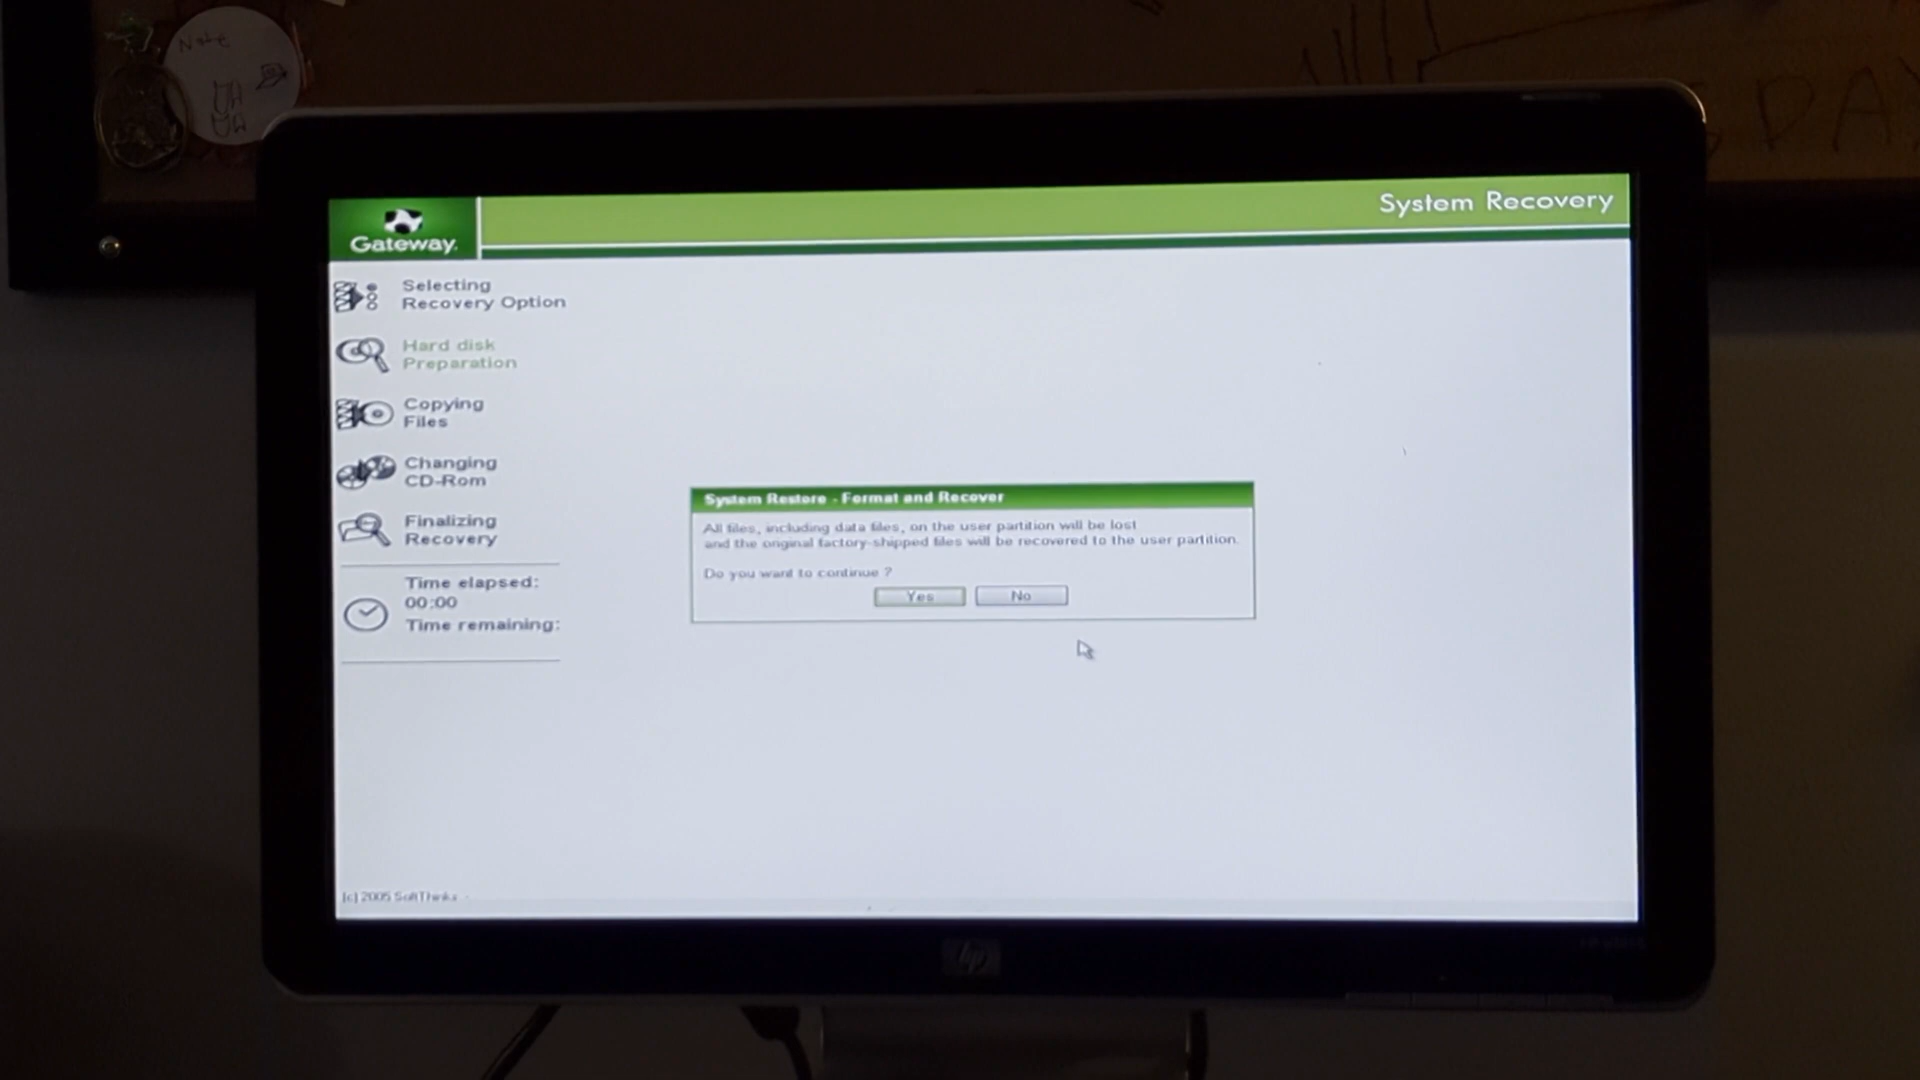 Note
DAY
Gateway.
System Recovery
Selecting
Recovery Option
Hard disk
Preparation
Copying
Files
Changing
CD-Rom
Finalizing
Recovery
Time elapsed:
00:00
Time remaining:
System Restore - Format and Recover
All files, including data files, on the user partition will be lost
and the original factory-shipped files will be recovered to the user partition.
Do you want to continue ?
Yes
No
(c) 2005 SoftThinks -
hp